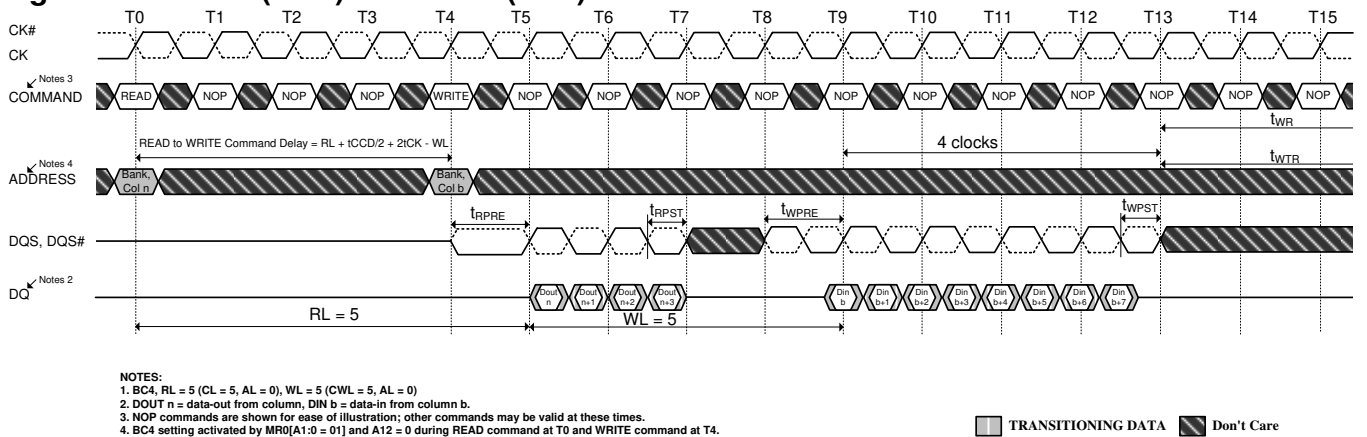 T0 T1 T2 T3 T4 T5 T6 T7 T8 T9 T10 T11 T12 T13 T14 T15
CK#
CK
Notes 3
COMMAND
READ NOP NOP NOP WRITE NOP NOP NOP NOP NOP NOP NOP NOP NOP NOP NOP
tWR
READ to WRITE Command Delay = RL + tCCD/2 + 2tCK - WL
4 clocks
tWTR
Notes 4
ADDRESS
Bank, Col n
Bank, Col b
tRPRE tRPST tWPRE tWPST
DQS, DQS#
Notes 2
DQ
Dout n
Dout n+1
Dout n+2
Dout n+3
Din b
Din b+1
Din b+2
Din b+3
Din b+4
Din b+5
Din b+6
Din b+7
RL = 5 WL = 5
NOTES:
1. BC4, RL = 5 (CL = 5, AL = 0), WL = 5 (CWL = 5, AL = 0)
2. DOUT n = data-out from column, DIN b = data-in from column b.
3. NOP commands are shown for ease of illustration; other commands may be valid at these times.
4. BC4 setting activated by MR0[A1:0 = 01] and A12 = 0 during READ command at T0 and WRITE command at T4.
TRANSITIONING DATA Don't Care